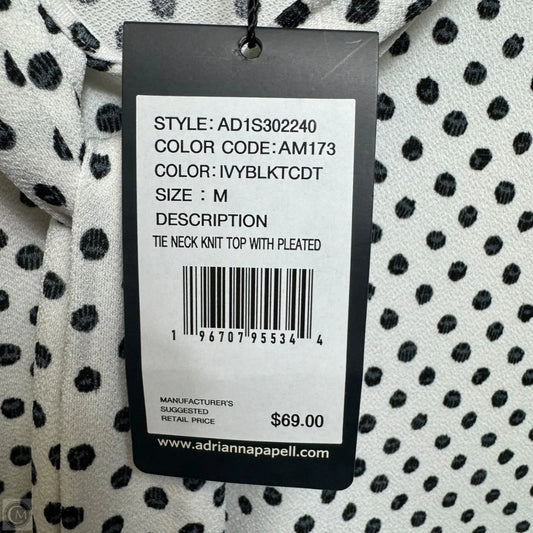 STYLE: AD1S302240
COLOR CODE: AM173
COLOR: IVYBLKTCDT
SIZE : M
DESCRIPTION
TIE NECK KNIT TOP WITH PLEATED
1 96707 95534 4
MANUFACTURER'S
SUGGESTED
RETAIL PRICE
$69.00
www.adriannapapell.com
M